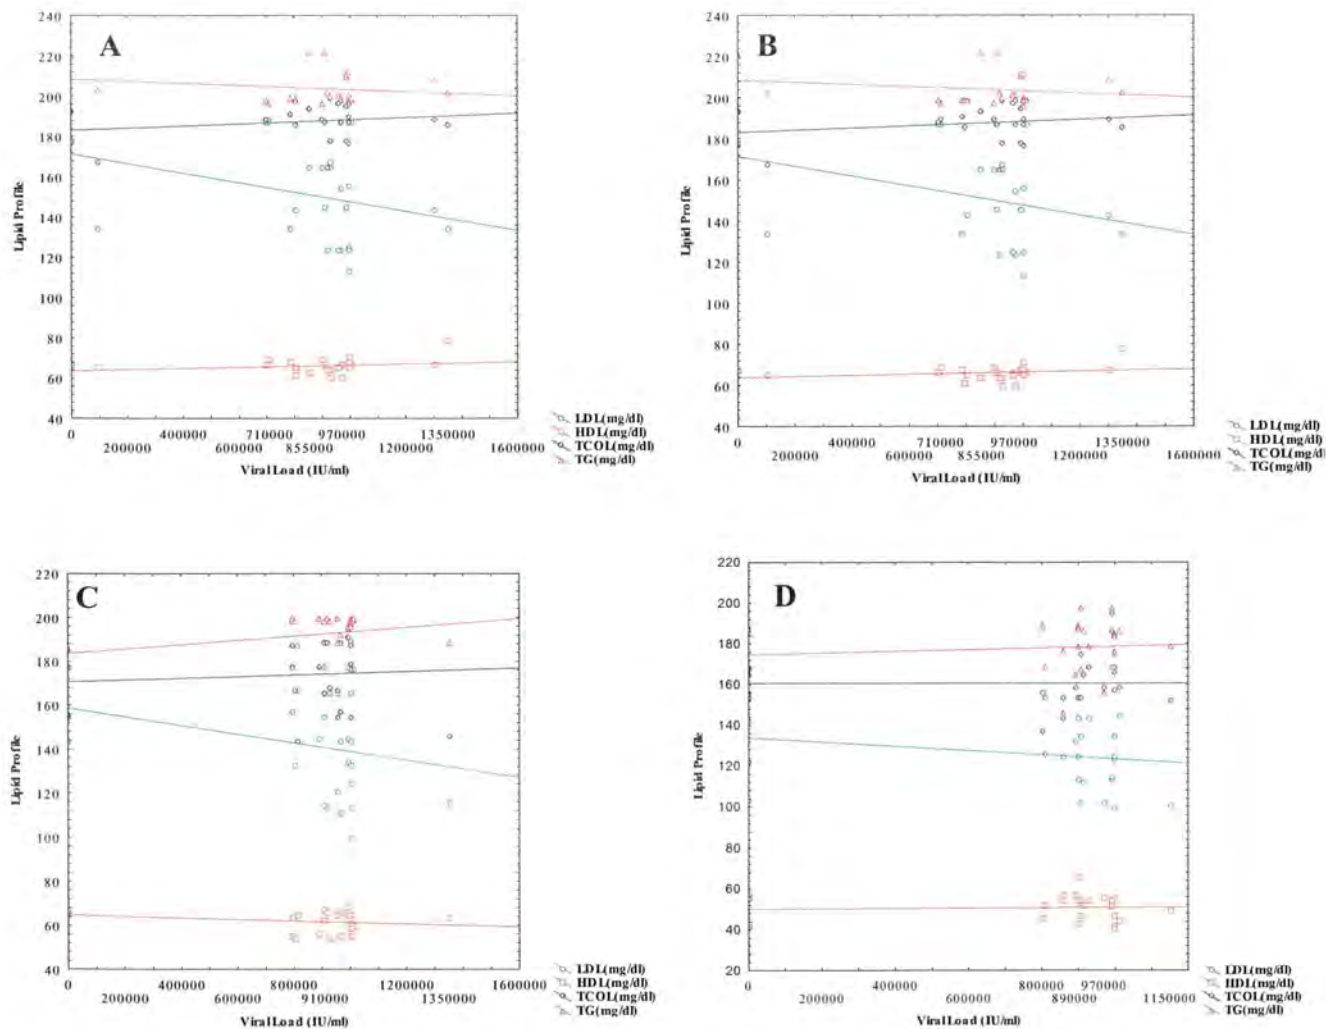 A
240
220
200
180
160
140
120
100
80
60
40
Lipid Profile
0 400000 710000 970000 1350000
200000 600000 855000 1200000 1600000
Viral Load (IU/ml)
LDL(mg/dl)
HDL(mg/dl)
TCOL(mg/dl)
TG(mg/dl)
B
240
220
200
180
160
140
120
100
80
60
40
Lipid Profile
0 400000 710000 970000 1350000
200000 600000 855000 1200000 1600000
Viral Load (IU/ml)
LDL(mg/dl)
HDL(mg/dl)
TCOL(mg/dl
TG(mg/dl)
C
220
200
180
160
140
120
100
80
60
40
Lipid Profile
0 400000 800000 1000000 1600000
200000 600000 910000 1350000
Viral Load (IU/ml)
LDL(mg/dl)
HDL(mg/dl)
TCOL(mg/dl)
TG(mg/dl)
D
220
200
180
160
140
120
100
80
60
40
20
Lipid Profile
0 400000 800000 970000 1150000
200000 600000 890000
Viral Load (IU/ml)
LDL(mg/dl)
HDL(mg/dl)
TCOL(mg/dl)
TG(mg/dl)